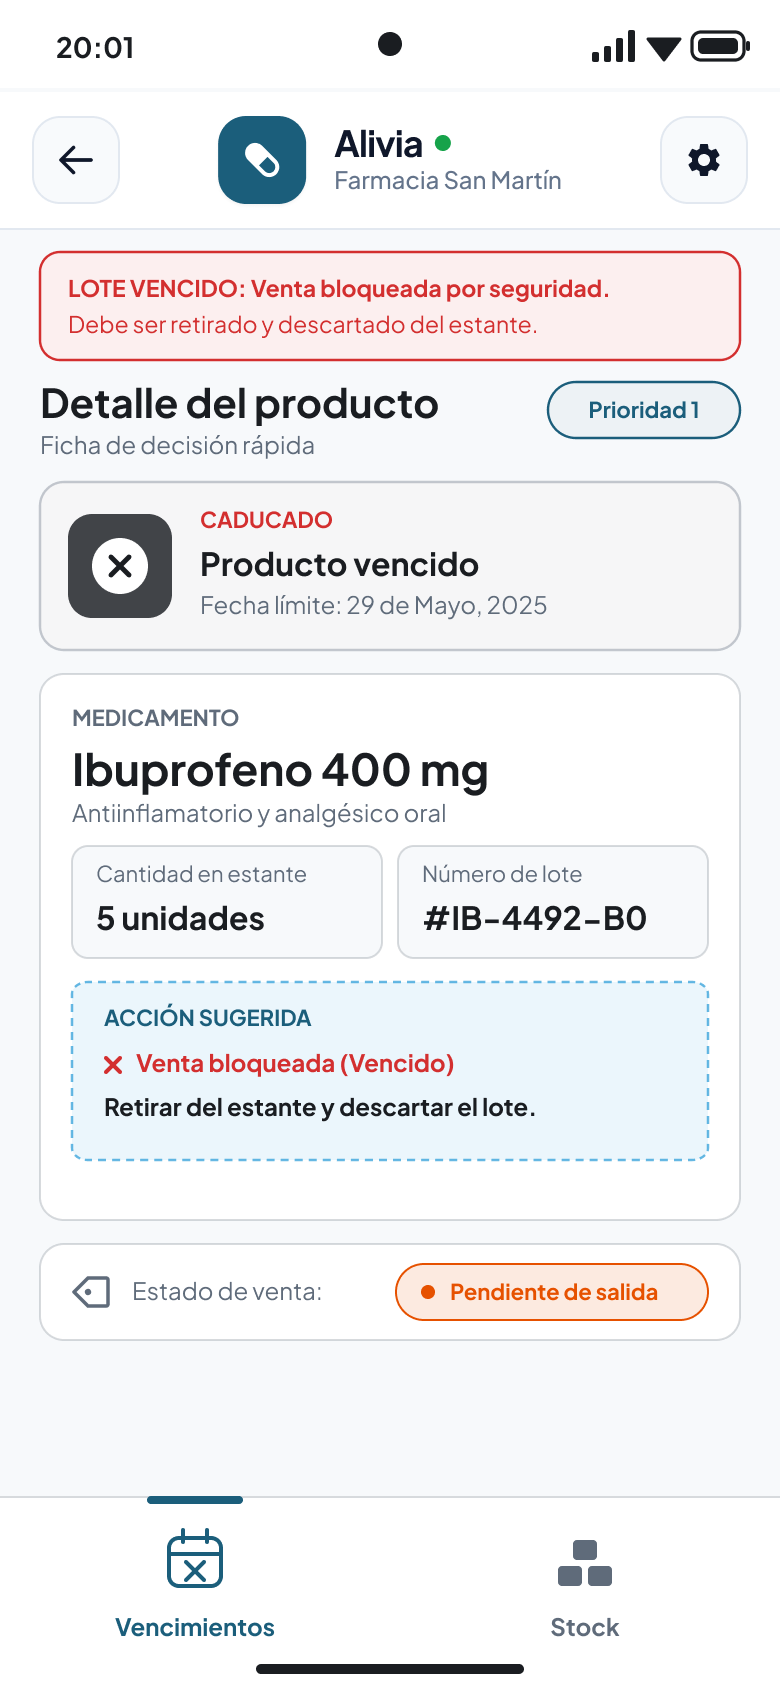 20:01
Alivia
Farmacia San Martín
LOTE VENCIDO: Venta bloqueada por seguridad.
Debe ser retirado y descartado del estante.
Detalle del producto
Prioridad 1
Ficha de decisión rápida
CADUCADO
Producto vencido
Fecha límite: 29 de Mayo, 2025
MEDICAMENTO
Ibuprofeno 400 mg
Antiinflamatorio y analgésico oral
Cantidad en estante
5 unidades
Número de lote
#IB-4492-B0
ACCIÓN SUGERIDA
Venta bloqueada (Vencido)
Retirar del estante y descartar el lote.
Estado de venta:
Pendiente de salida
Vencimientos
Stock